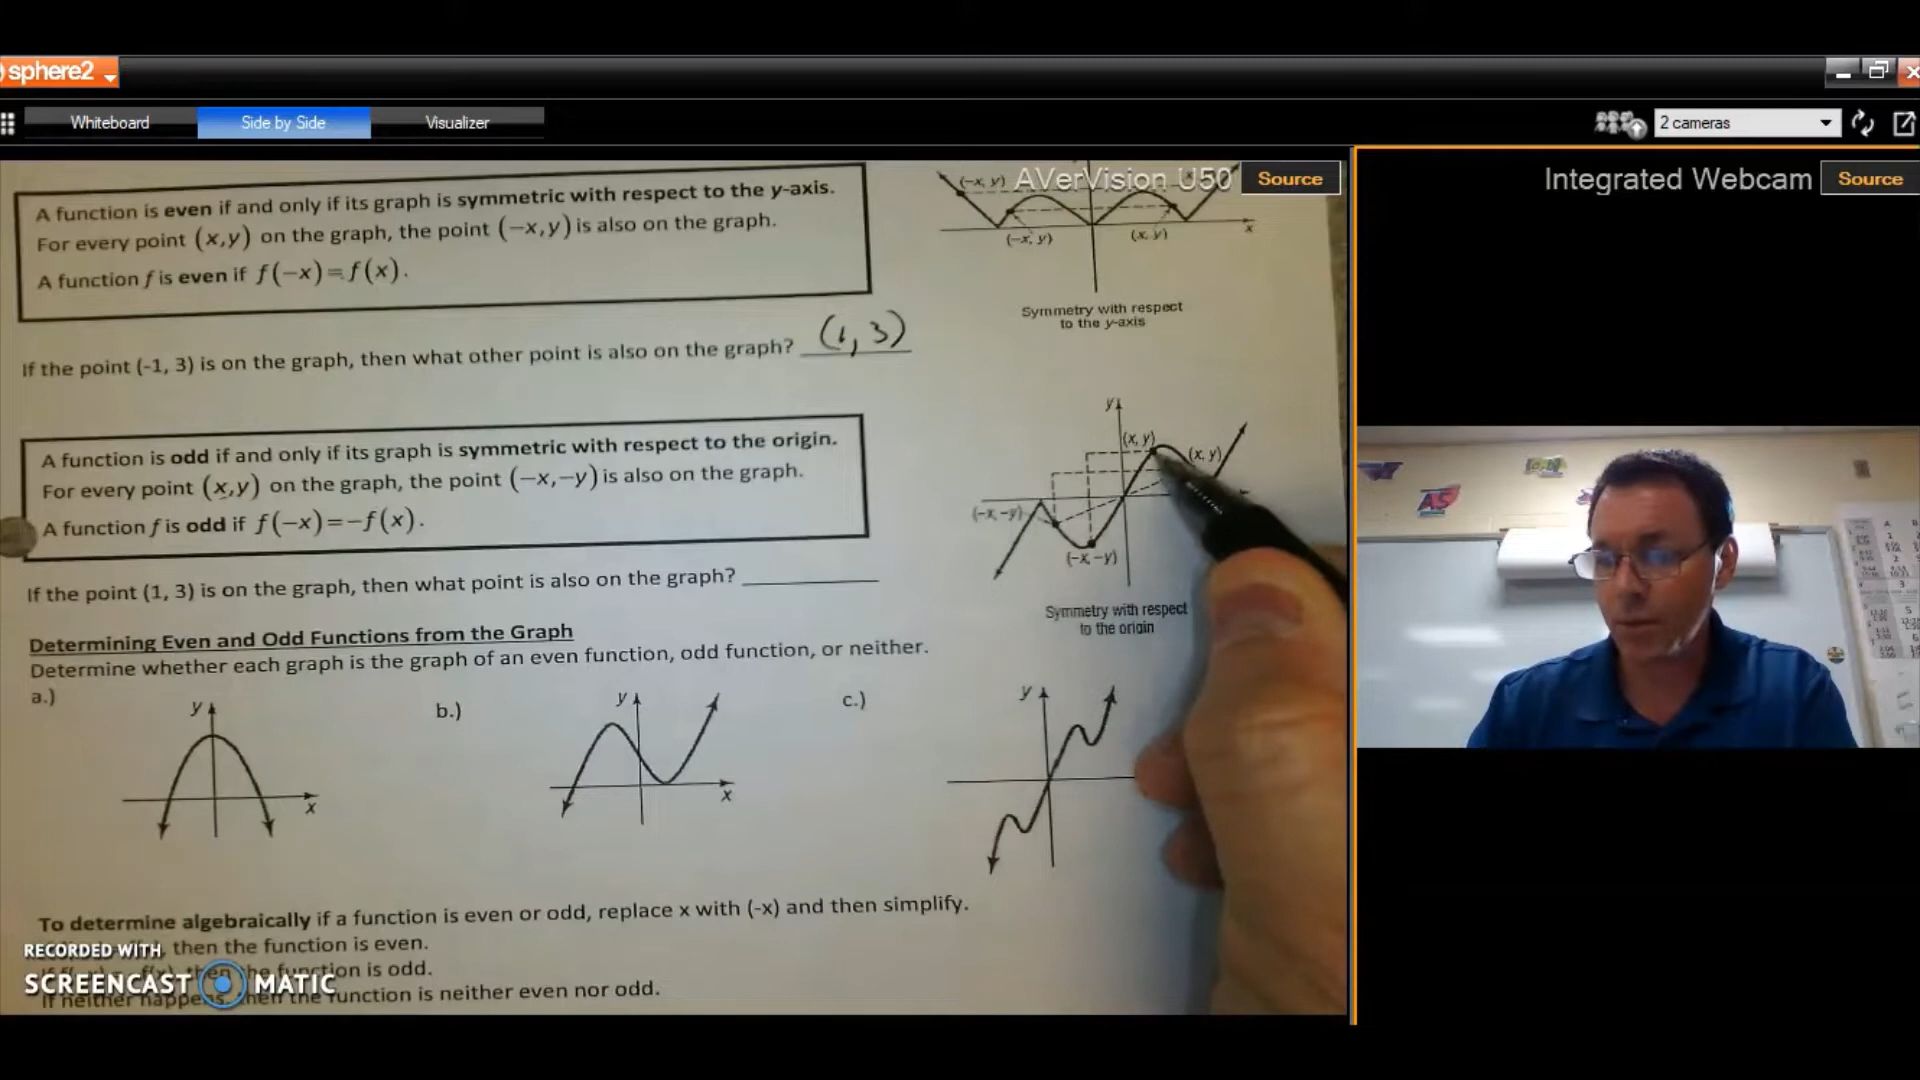 sphere2
Whiteboard
Side by Side
Visualizer
2 cameras
AVerVision U50
Source
Integrated Webcam
Source
A function is even if and only if its graph is symmetric with respect to the y-axis.
For every point (x,y) on the graph, the point (−x,y) is also on the graph.
A function f is even if f(−x)=f(x).
(-x, y)
(-x, y)
(x, y)
x
Symmetry with respect
to the y-axis
If the point (-1, 3) is on the graph, then what other point is also on the graph? (1, 3)
A function is odd if and only if its graph is symmetric with respect to the origin.
For every point (x,y) on the graph, the point (−x,−y) is also on the graph.
A function f is odd if f(−x)=−f(x).
y
(x, y)
(x, y)
(-x, -y)
(-x, -y)
Symmetry with respect
to the origin
If the point (1, 3) is on the graph, then what point is also on the graph?
Determining Even and Odd Functions from the Graph
Determine whether each graph is the graph of an even function, odd function, or neither.
a.)
y
x
b.)
y
x
c.)
y
To determine algebraically if a function is even or odd, replace x with (-x) and then simplify.
then the function is even.
then the function is odd.
If neither happens, then the function is neither even nor odd.
RECORDED WITH
SCREENCAST MATIC
AS